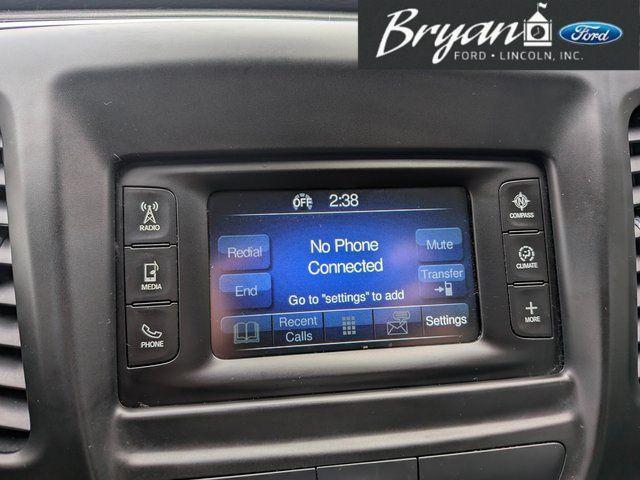 Bryan
Ford
FORD • LINCOLN, INC.
OFF 2:38
RADIO
MEDIA
PHONE
Redial
End
No Phone
Connected
Go to "settings" to add
Mute
Transfer
Recent
Calls
Settings
N
COMPASS
CLIMATE
+
MORE